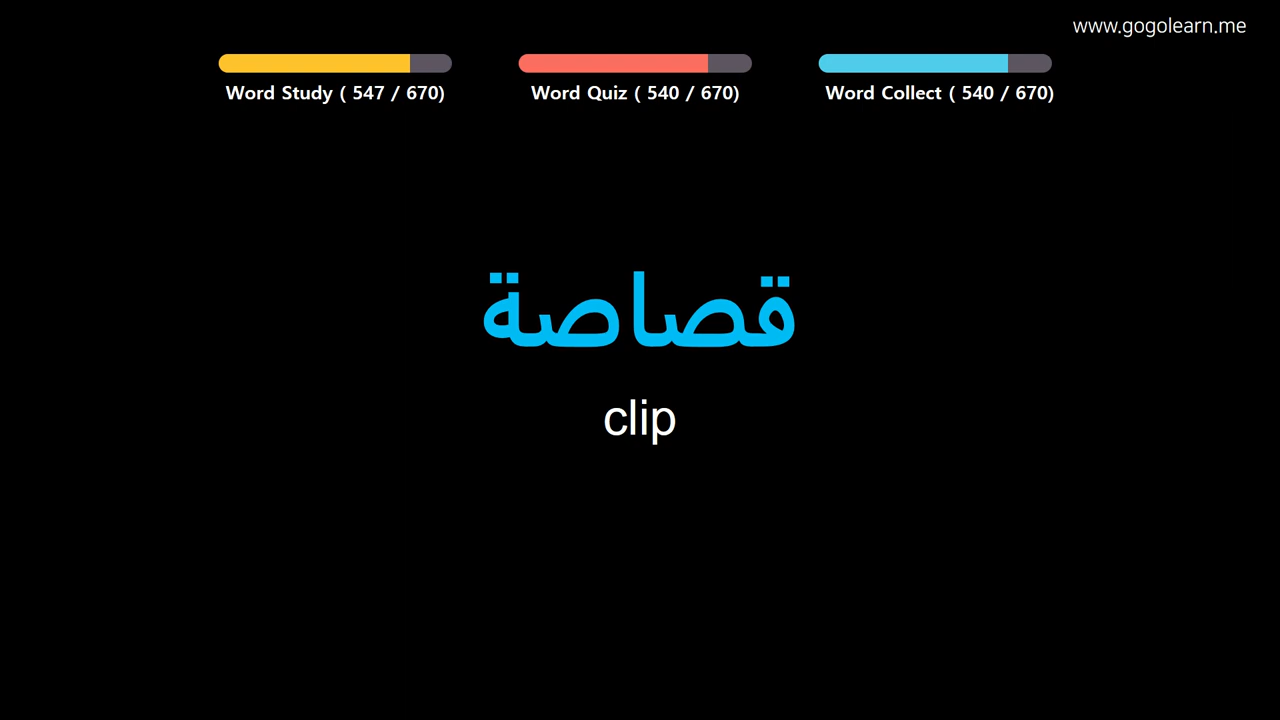 www.gogolearn.me
Word Study ( 547 / 670)
Word Quiz ( 540 / 670)
Word Collect ( 540 / 670)
قصاصة
clip